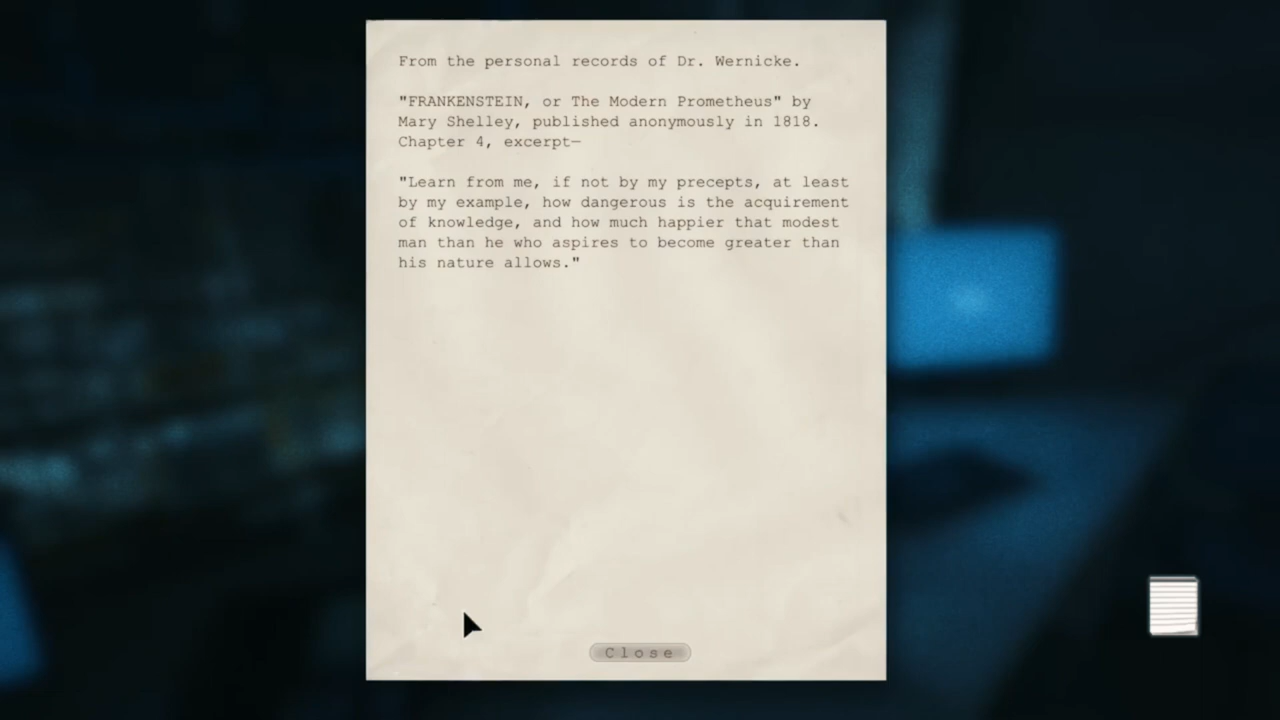 From the personal records of Dr. Wernicke.
"FRANKENSTEIN, or The Modern Prometheus" by
Mary Shelley, published anonymously in 1818.
Chapter 4, excerpt—
"Learn from me, if not by my precepts, at least
by my example, how dangerous is the acquirement
of knowledge, and how much happier that modest
man than he who aspires to become greater than
his nature allows."
Close